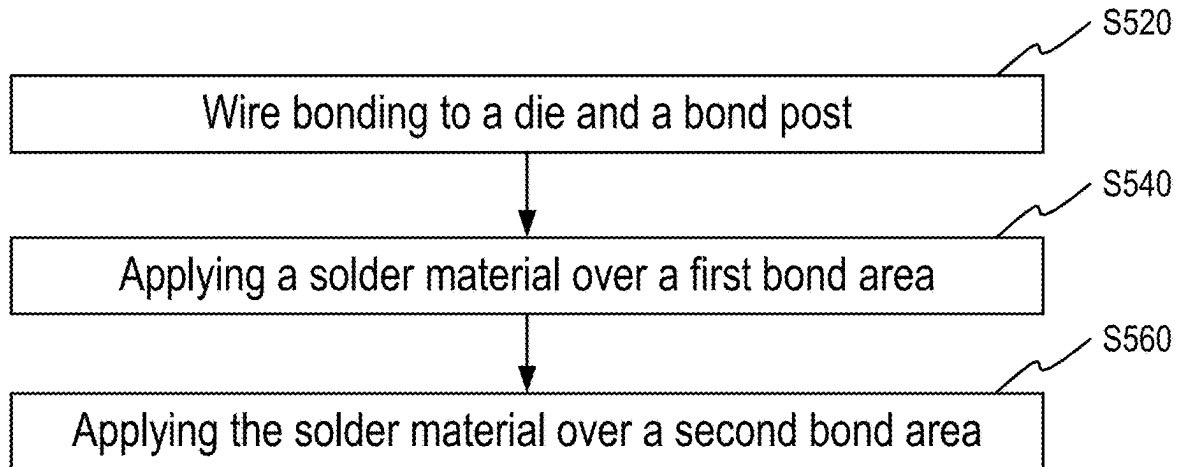 S520
Wire bonding to a die and a bond post
S540
Applying a solder material over a first bond area
S560
Applying the solder material over a second bond area